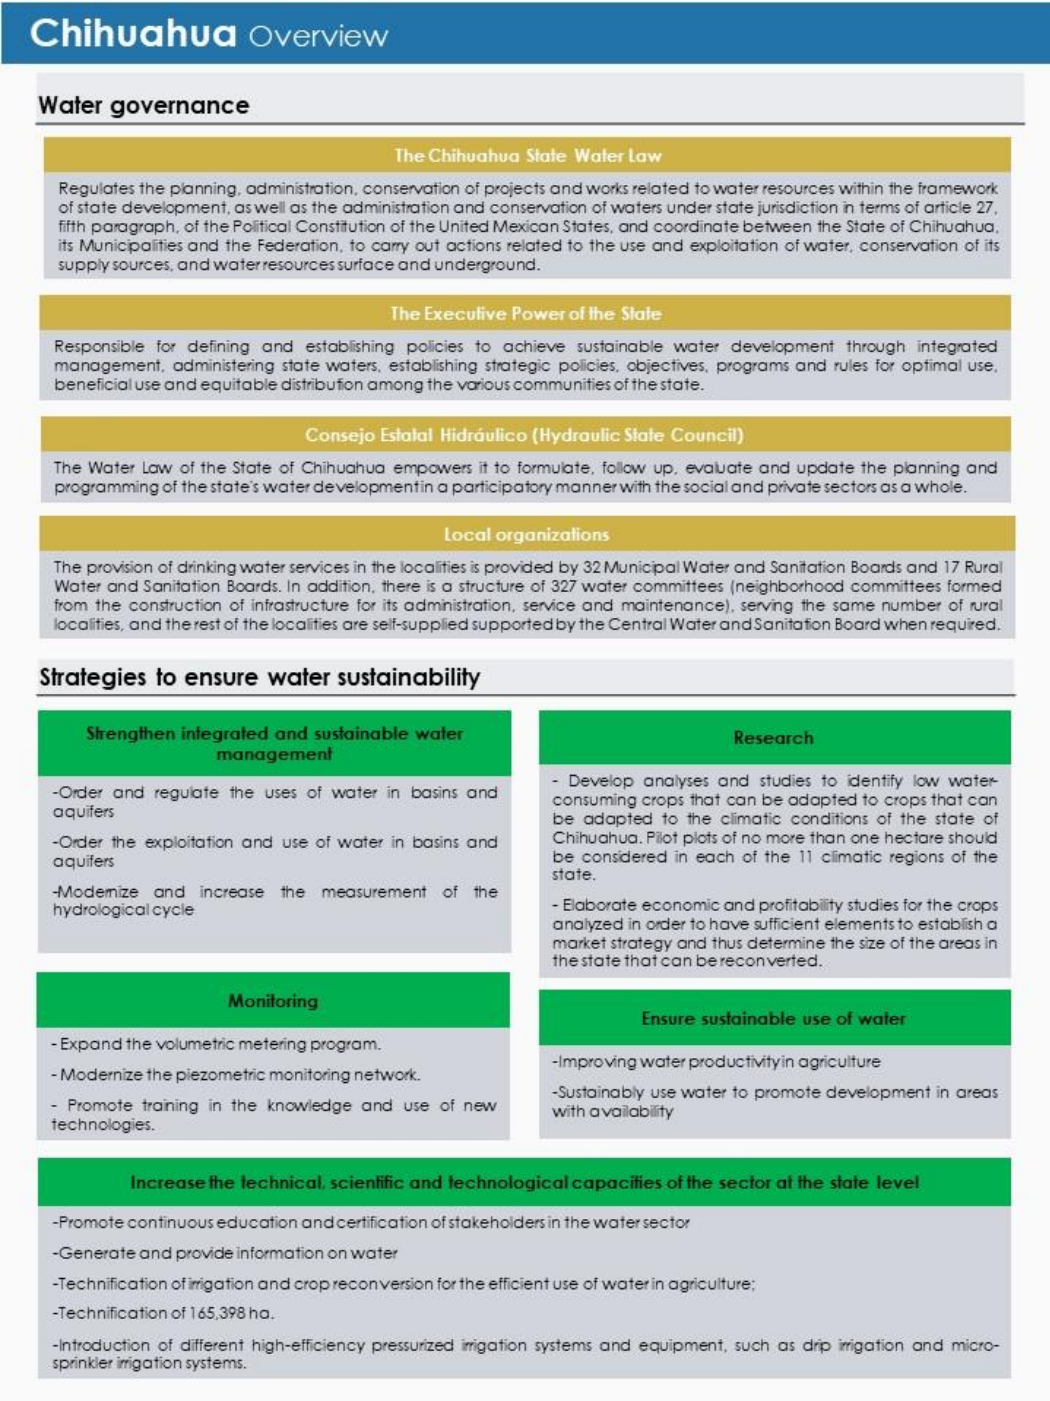 Chihuahua Overview
Water governance
The Chihuahua State Water Law
Regulates the planning, administration, conservation of projects and works related to water resources within the framework
of state development, as well as the administration and conservation of waters under state jurisdiction in terms of article 27,
fifth paragraph, of the Political Constitution of the United Mexican States, and coordinate between the State of Chihuahua,
its Municipalities and the Federation, to carry out actions related to the use and exploitation of water, conservation of its
supply sources, and water resources surface and underground.
The Executive Power of the State
Responsible for defining and establishing policies to achieve sustainable water development through integrated
management, administering state waters, establishing strategic policies, objectives, programs and rules for optimal use,
beneficial use and equitable distribution among the various communities of the state.
Consejo Estatal Hidráulico (Hydraulic State Council)
The Water Law of the State of Chihuahua empowers it to formulate, follow up, evaluate and update the planning and
programming of the state's water development in a participatory manner with the social and private sectors as a whole.
Local organizations
The provision of drinking water services in the localities is provided by 32 Municipal Water and Sanitation Boards and 17 Rural
Water and Sanitation Boards. In addition, there is a structure of 327 water committees (neighborhood committees formed
from the construction of infrastructure for its administration, service and maintenance), serving the same number of rural
localities, and the rest of the localities are self-supplied supported by the Central Water and Sanitation Board when required.
Strategies to ensure water sustainability
Strengthen integrated and sustainable water
management
-Order and regulate the uses of water in basins and
aquifers
-Order the exploitation and use of water in basins and
aquifers
-Modernize and increase the measurement of the
hydrological cycle
Research
- Develop analyses and studies to identify low water-
consuming crops that can be adapted to crops that can
be adapted to the climatic conditions of the state of
Chihuahua. Pilot plots of no more than one hectare should
be considered in each of the 11 climatic regions of the
state.
- Elaborate economic and profitability studies for the crops
analyzed in order to have sufficient elements to establish a
market strategy and thus determine the size of the areas in
the state that can be reconverted.
Monitoring
- Expand the volumetric metering program.
- Modernize the piezometric monitoring network.
- Promote training in the knowledge and use of new
technologies.
Ensure sustainable use of water
-Improving water productivity in agriculture
-Sustainably use water to promote development in areas
with availability
Increase the technical, scientific and technological capacities of the sector at the state level
-Promote continuous education and certification of stakeholders in the water sector
-Generate and provide information on water
-Technification of irrigation and crop reconversion for the efficient use of water in agriculture;
-Technification of 165,398 ha.
-Introduction of different high-efficiency pressurized irrigation systems and equipment, such as drip irrigation and micro-
sprinkler irrigation systems.